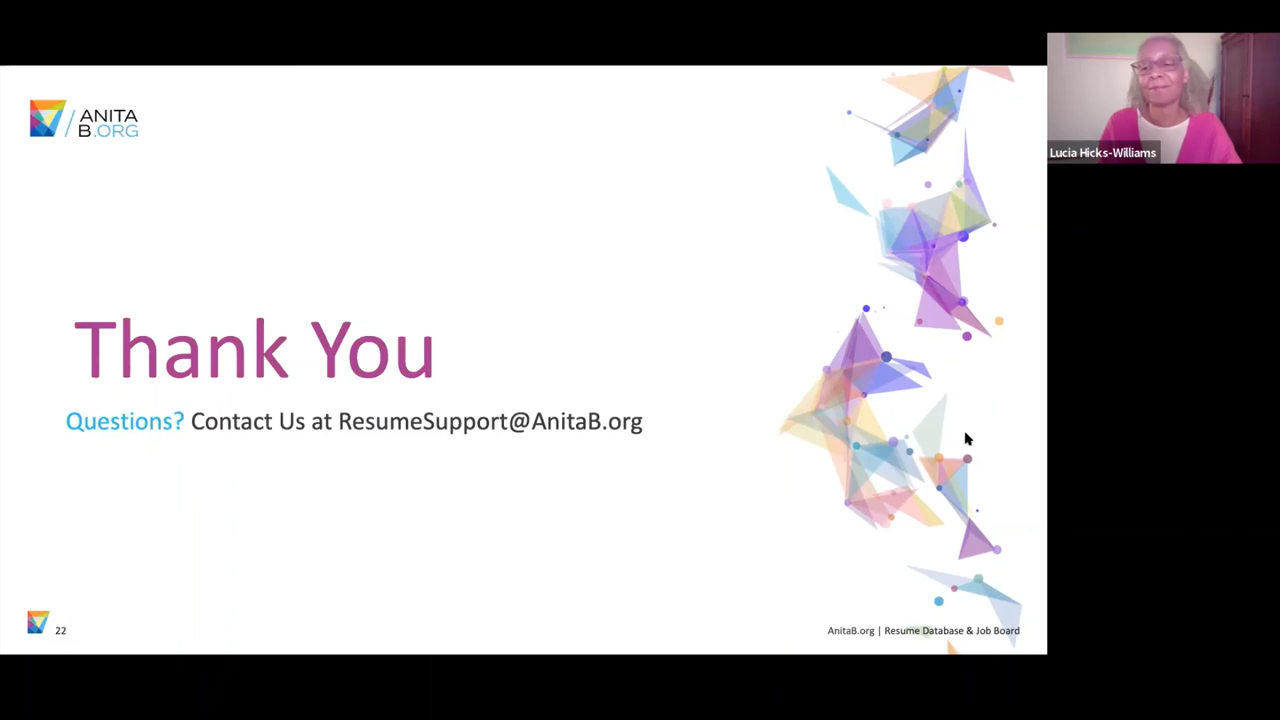 ANITA
B.ORG
Lucia Hicks-Williams
Thank You
Questions? Contact Us at ResumeSupport@AnitaB.org
22
AnitaB.org | Resume Database & Job Board